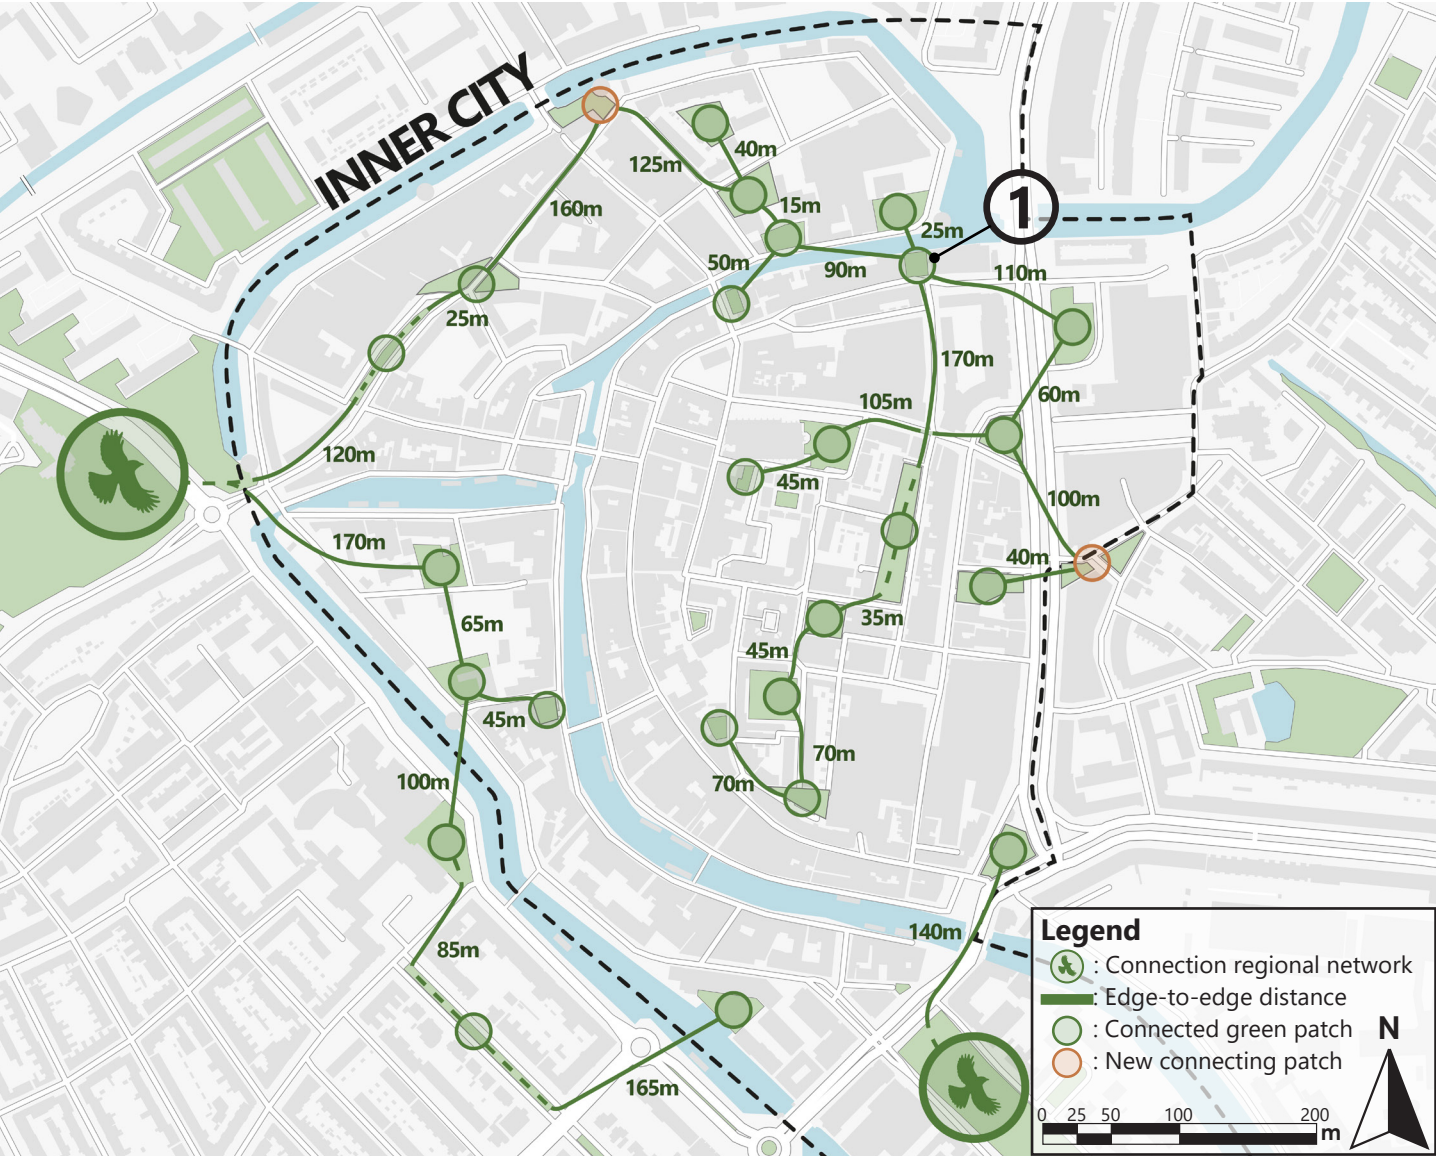 INNER CITY
1
40m
125m
15m
160m
25m
50m
90m
110m
25m
170m
105m
60m
120m
45m
100m
170m
40m
35m
65m
45m
45m
70m
100m
70m
140m
85m
165m
Legend
: Connection regional network
: Edge-to-edge distance
: Connected green patch
: New connecting patch
N
0 25 50 100 200
m